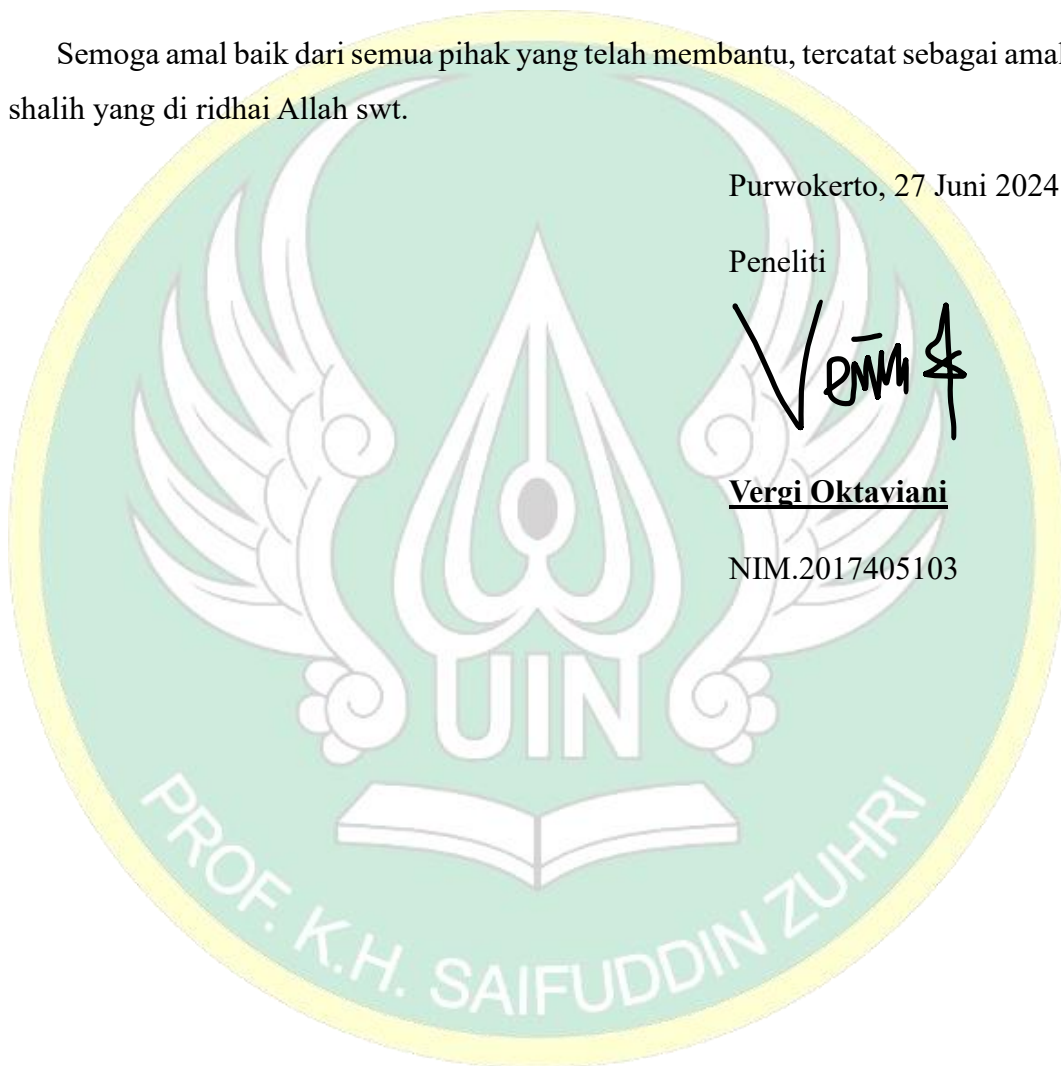 Semoga amal baik dari semua pihak yang telah membantu, tercatat sebagai amal
shalih yang di ridhai Allah swt.
Purwokerto, 27 Juni 2024
Peneliti
Vergi Oktaviani
NIM.2017405103
UIN
PROF. K.H. SAIFUDDIN ZUHRI